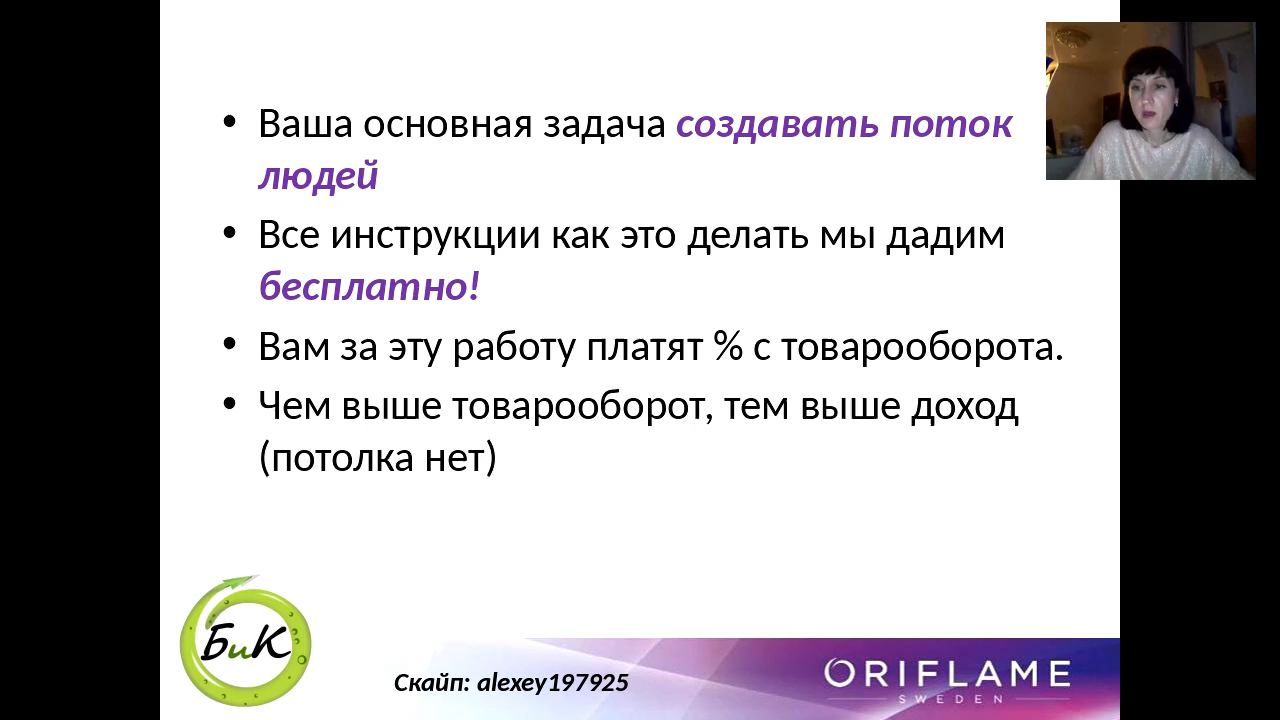 • Ваша основная задача создавать поток
людей
• Все инструкции как это делать мы дадим
бесплатно!
• Вам за эту работу платят % с товарооборота.
• Чем выше товарооборот, тем выше доход
(потолка нет)
БиК
Скайп: alexey197925
ORIFLAME
SWEDEN